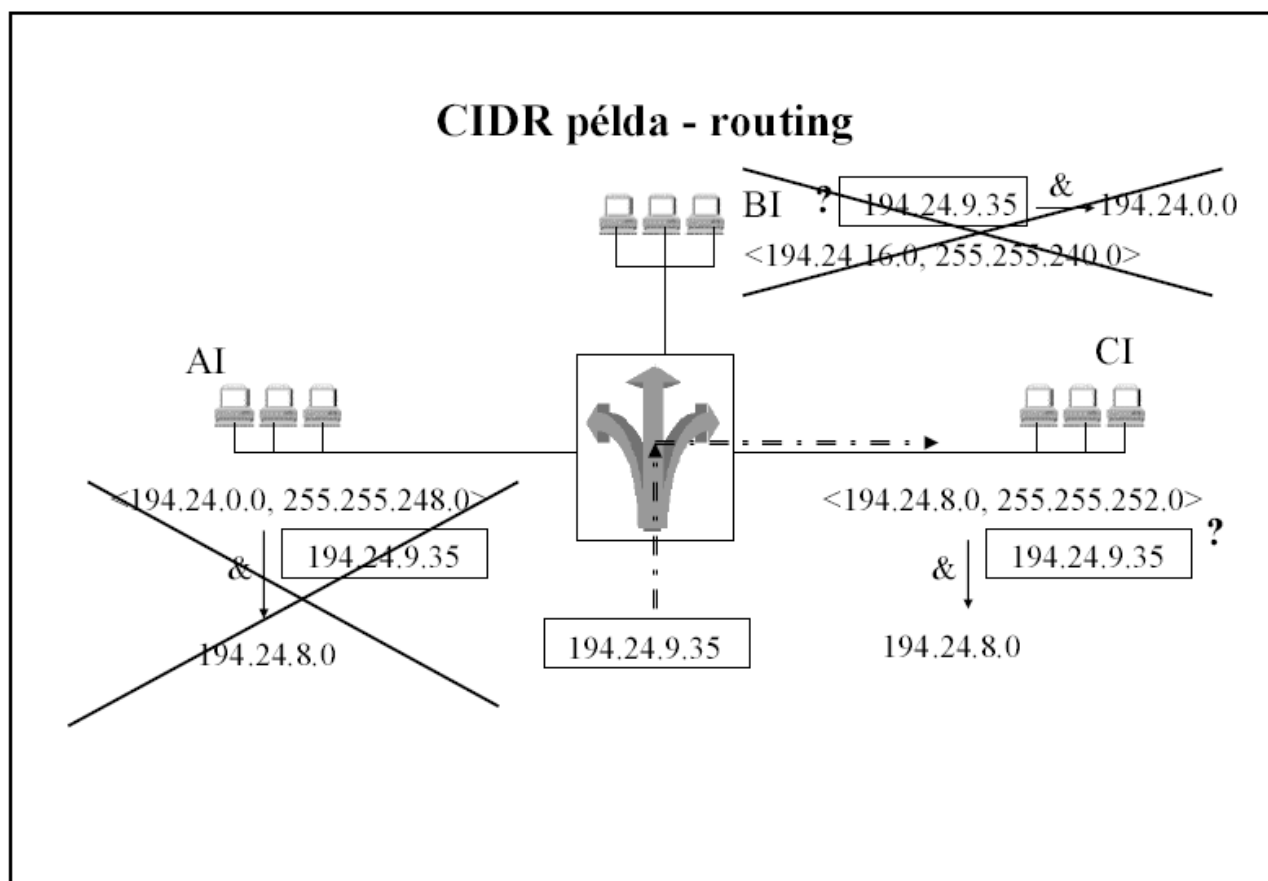 CIDR példa - routing
BI ? 194.24.9.35 & 194.24.0.0
<194.24.16.0, 255.255.240.0>
AI
CI
<194.24.0.0, 255.255.248.0>
& 194.24.9.35
194.24.8.0
194.24.9.35
<194.24.8.0, 255.255.252.0>
& 194.24.9.35 ?
194.24.8.0